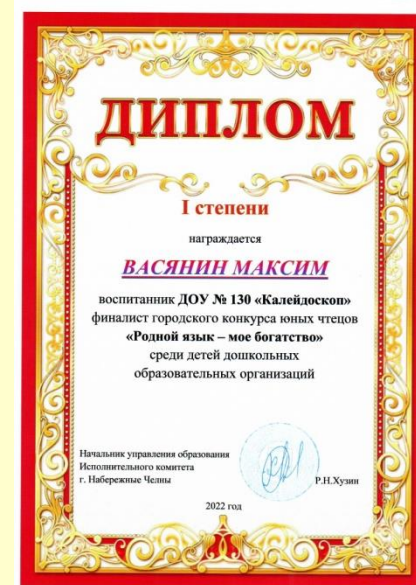 ДИПЛОМ
I степени
награждается
ВАСЯНИН МАКСИМ
воспитанник ДОУ № 130 «Калейдоскоп»
финалист городского конкурса юных чтецов
«Родной язык – мое богатство»
среди детей дошкольных
образовательных организаций
Начальник управления образования
Исполнительного комитета
г. Набережные Челны
Р.Н.Хузин
2022 год